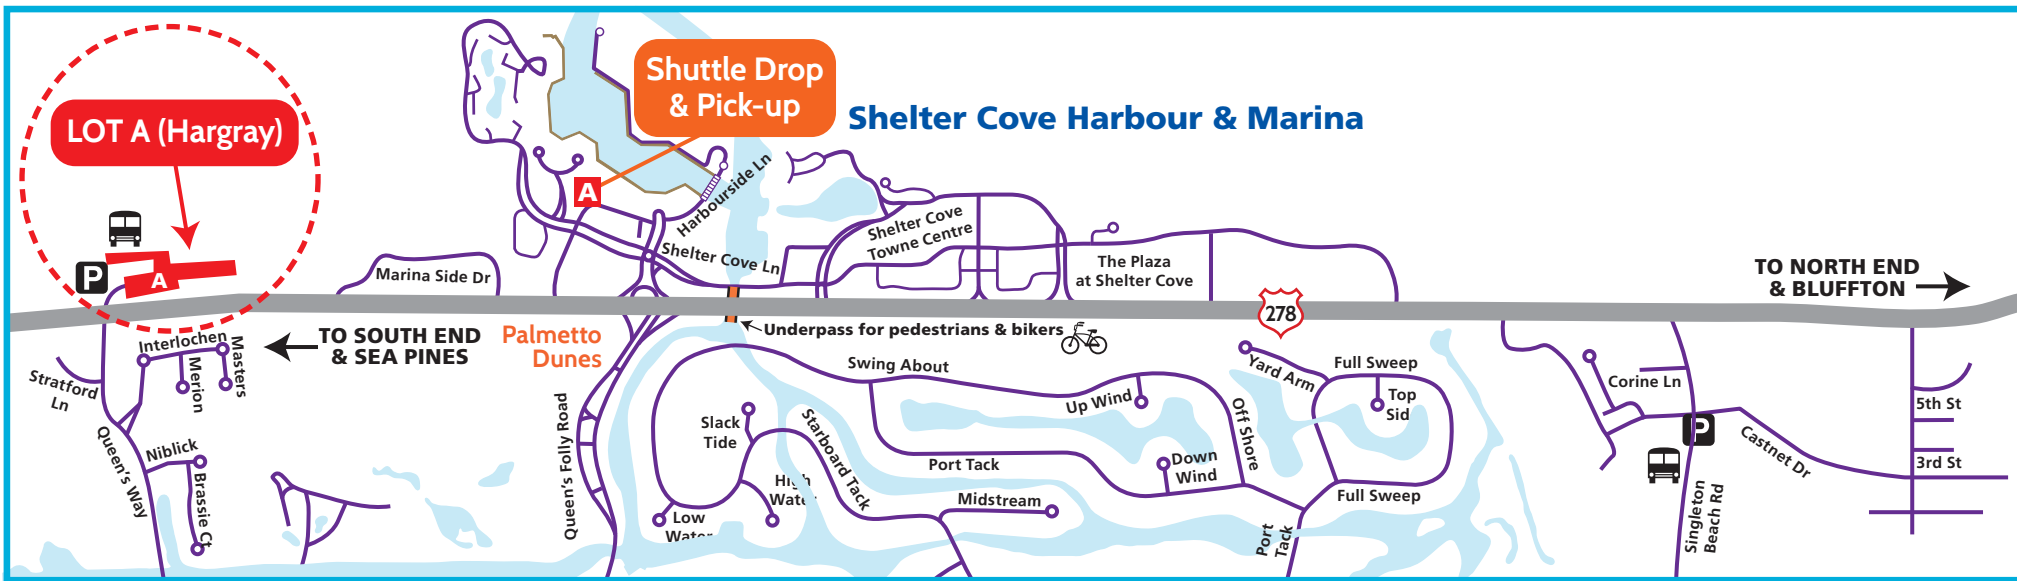 Shuttle Drop
& Pick-up
LOT A (Hargray)
Shelter Cove Harbour & Marina
A
Harbourside Ln
Shelter Cove
Towne Centre
Shelter Cove Ln
The Plaza
at Shelter Cove
Marina Side Dr
P
A
TO NORTH END
& BLUFFTON
278
TO SOUTH END
& SEA PINES
Palmetto
Dunes
Underpass for pedestrians & bikers
Interlochen
Masters
Merion
Stratford
Ln
Queen's Way
Niblick
Brassie Ct
Queen's Folly Road
Swing About
Slack
Tide
Starboard Tack
High
Water
Low
Water
Port Tack
Midstream
Up Wind
Down
Wind
Off Shore
Yard Arm
Full Sweep
Top
Sid
Full Sweep
Port
Tack
Corine Ln
P
Castnet Dr
Singleton
Beach Rd
5th St
3rd St